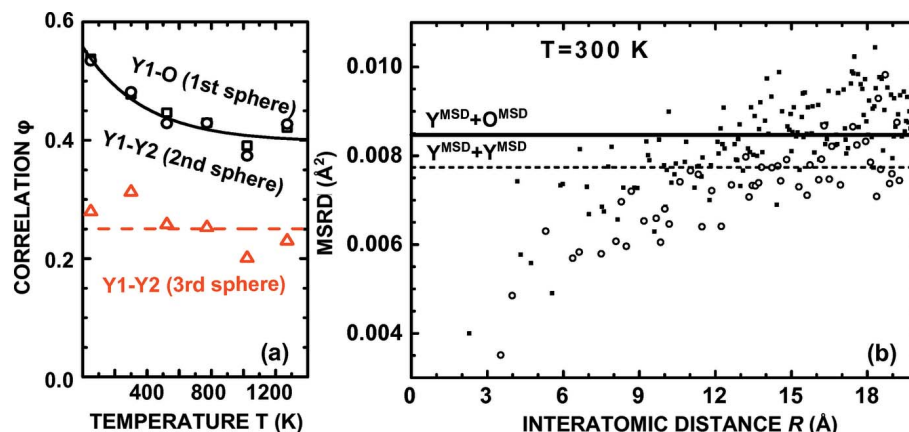 0.6
0.4
0.2
0.0
CORRELATION φ
Y1-O (1st sphere)
Y1-Y2 (2nd sphere)
Y1-Y2 (3rd sphere)
(a)
400 800 1200
TEMPERATURE T (K)
T=300 K
0.010
0.008
0.006
0.004
MSRD (Å²)
Y^MSD+O^MSD
Y^MSD+Y^MSD
(b)
0 3 6 9 12 15 18
INTERATOMIC DISTANCE R (Å)